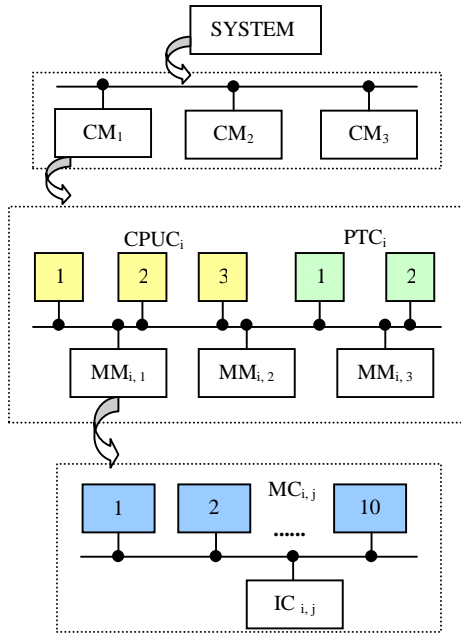 SYSTEM
CM1 CM2 CM3
CPUCi PTCi
1 2 3 1 2
MMi, 1 MMi, 2 MMi, 3
MCi, j
1 2 ...... 10
IC i, j